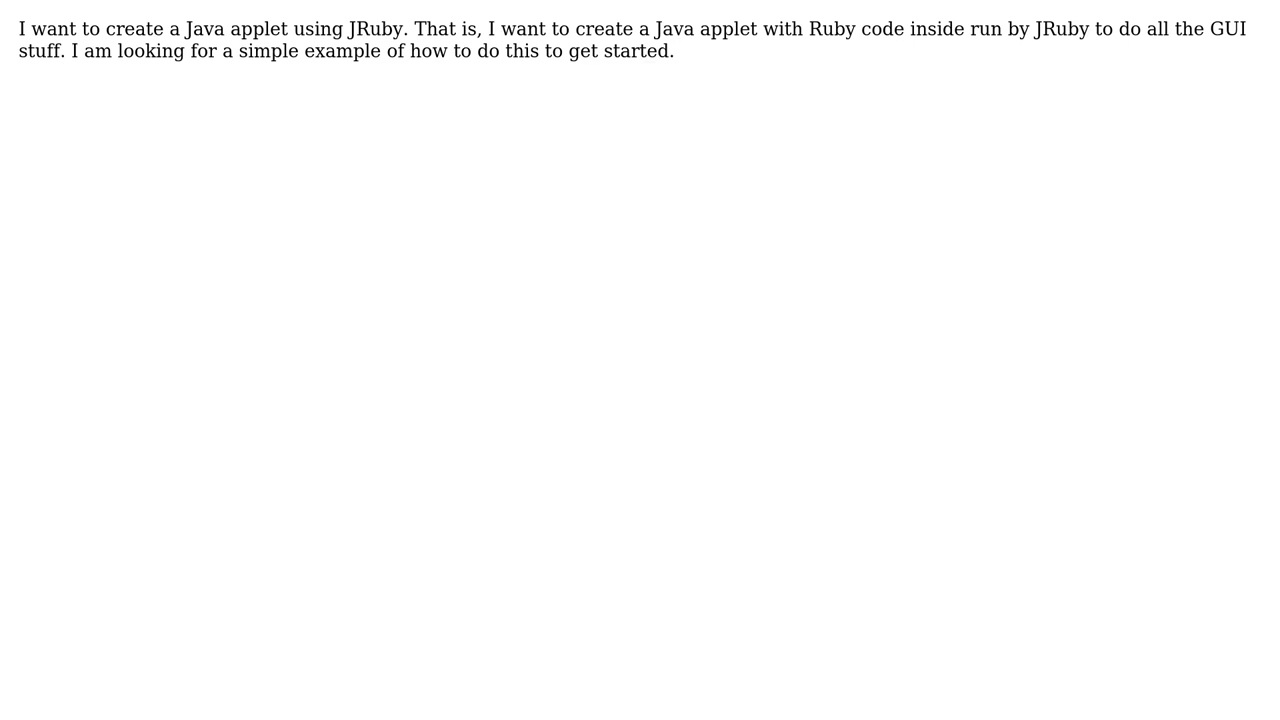 I want to create a Java applet using JRuby. That is, I want to create a Java applet with Ruby code inside run by JRuby to do all the GUI
stuff. I am looking for a simple example of how to do this to get started.